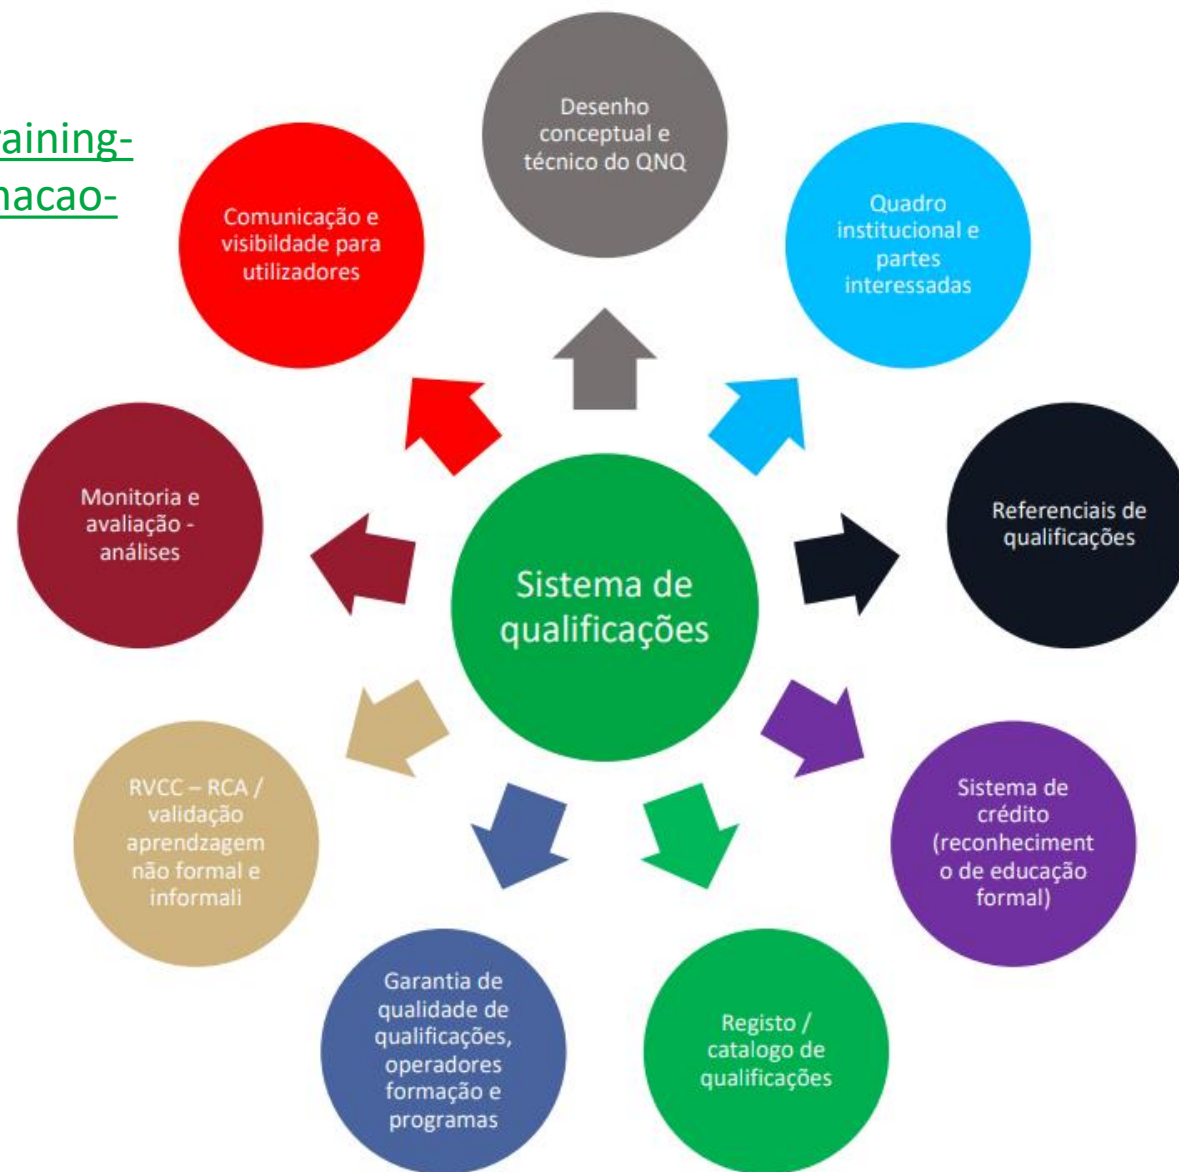 raining-
nacao-
Desenho
conceptual e
técnico do QNQ
Quadro
institucional e
partes
interessadas
Referenciais de
qualificações
Sistema de
crédito
(reconheciment
o de educação
formal)
Registo /
catalogo de
qualificações
Garantia de
qualidade de
qualificações,
operadores
formação e
programas
RVCC – RCA /
validação
aprendzagem
não formal e
informali
Monitoria e
avaliação -
análises
Comunicação e
visibildade para
utilizadores
Sistema de
qualificações